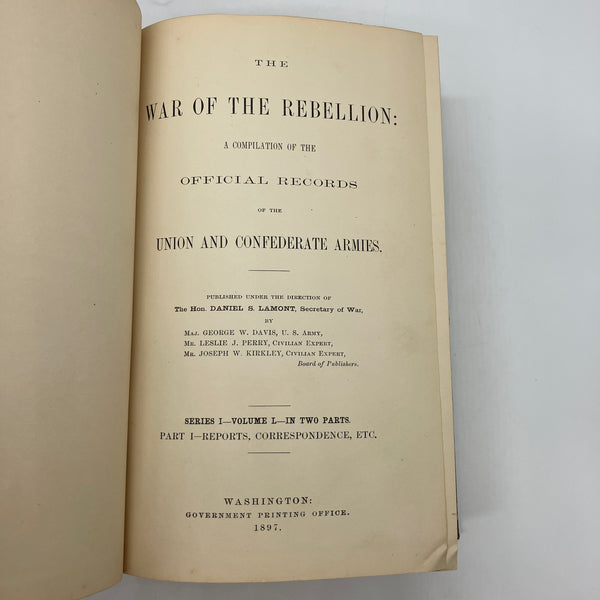 THE
WAR OF THE REBELLION:
A COMPILATION OF THE
OFFICIAL RECORDS
OF THE
UNION AND CONFEDERATE ARMIES.
PUBLISHED UNDER THE DIRECTION OF
The Hon. DANIEL S. LAMONT, Secretary of War,
BY
Maj. GEORGE W. DAVIS, U. S. Army,
Mr. LESLIE J. PERRY, Civilian Expert,
Mr. JOSEPH W. KIRKLEY, Civilian Expert,
Board of Publishers.
SERIES I—VOLUME L—IN TWO PARTS.
PART I—REPORTS, CORRESPONDENCE, ETC.
WASHINGTON:
GOVERNMENT PRINTING OFFICE.
1897.